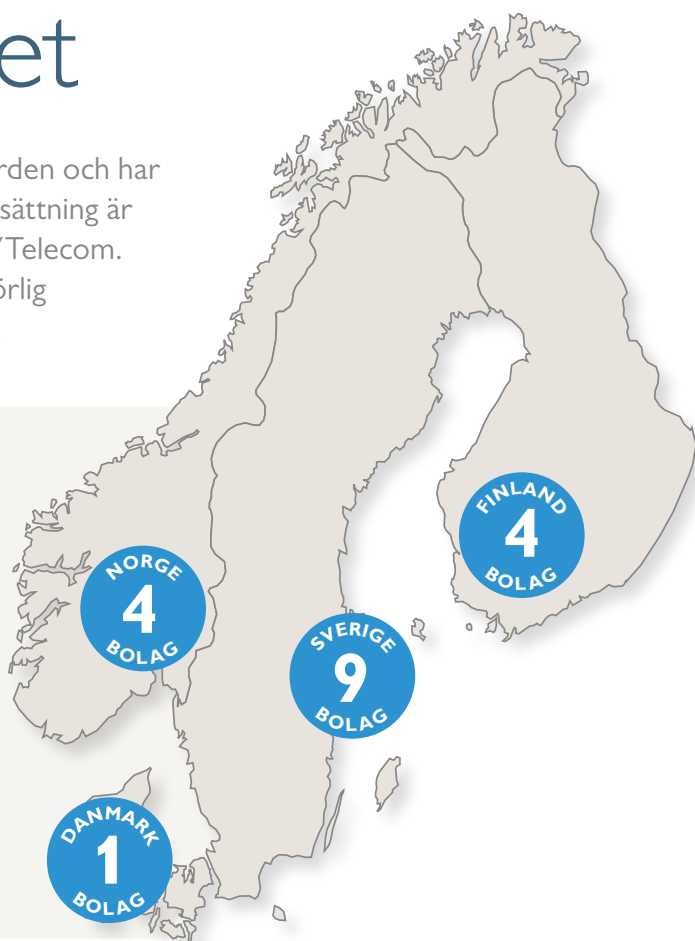 et
rden och har
sättning är
/Telecom.
örlig
FINLAND
4
BOLAG
NORGE
4
BOLAG
SVERIGE
9
BOLAG
DANMARK
1
BOLAG